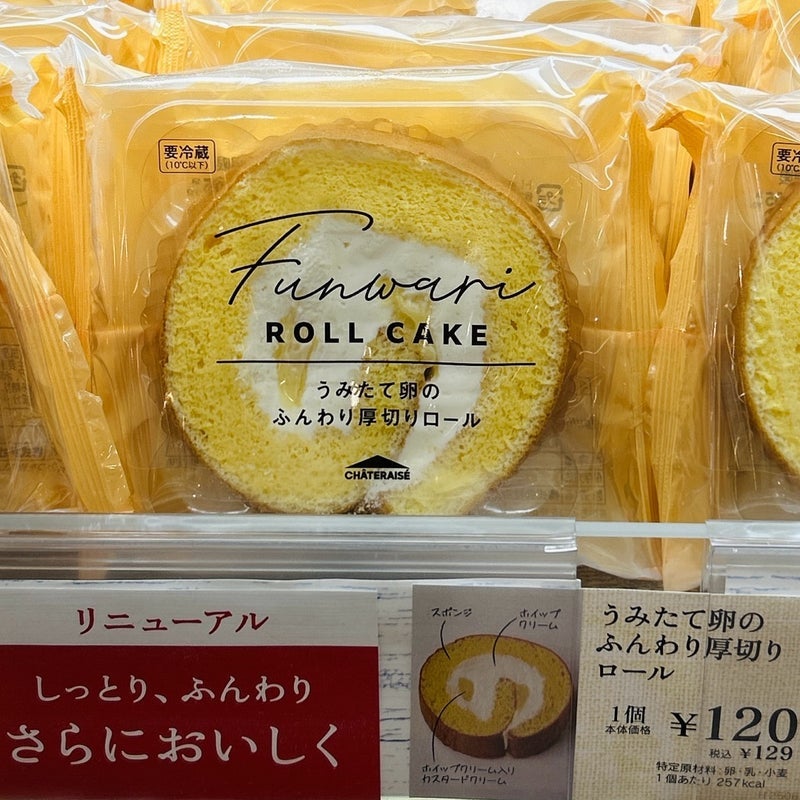 要冷蔵
(10℃以下)
要冷
(10℃
Funwari
ROLL CAKE
うみたて卵の
ふんわり厚切りロール
CHÂTERAISÉ
リニューアル
しっとり、ふんわり
さらにおいしく
スポンジ
ホイップ
クリーム
ホイップクリーム入り
カスタードクリーム
うみたて卵の
ふんわり厚切り
ロール
1個
本体価格
¥120
税込 ¥129
特定原材料:卵・乳・小麦
1個あたり 257kcal